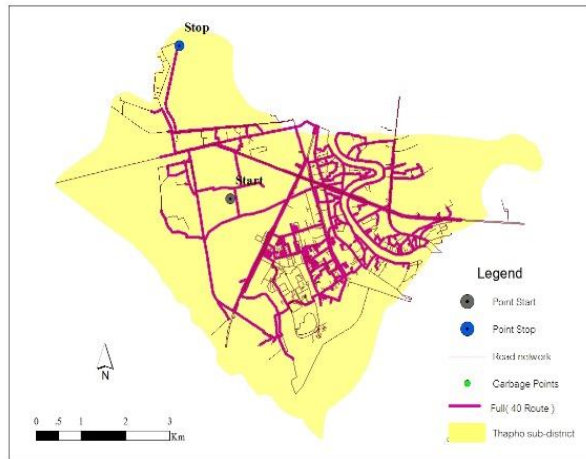 Stop
Start
Legend
Point Start
Point Stop
Road network
Garbage Points
Full( 40 Route )
Thapho sub-district
N
0 .5 1 2 3
Km